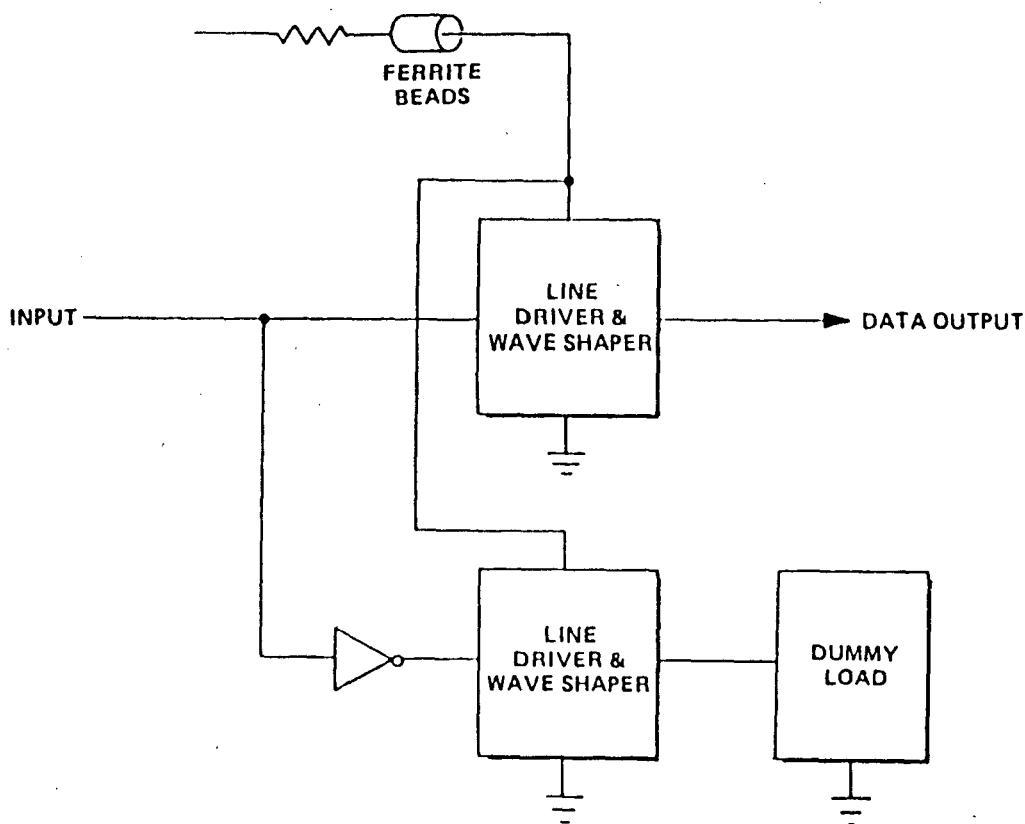 FERRITE
BEADS
LINE
DRIVER &
WAVE SHAPER
INPUT
DATA OUTPUT
LINE
DRIVER &
WAVE SHAPER
DUMMY
LOAD